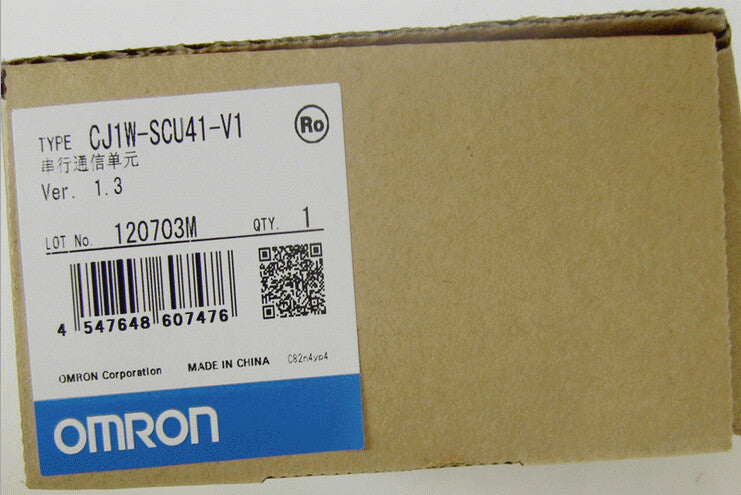 TYPE CJ1W-SCU41-V1
Ro
串行通信单元
Ver. 1.3
LOT No. 120703M QTY. 1
4 547648 607476
OMRON Corporation MADE IN CHINA C82n4yp4
OMRON